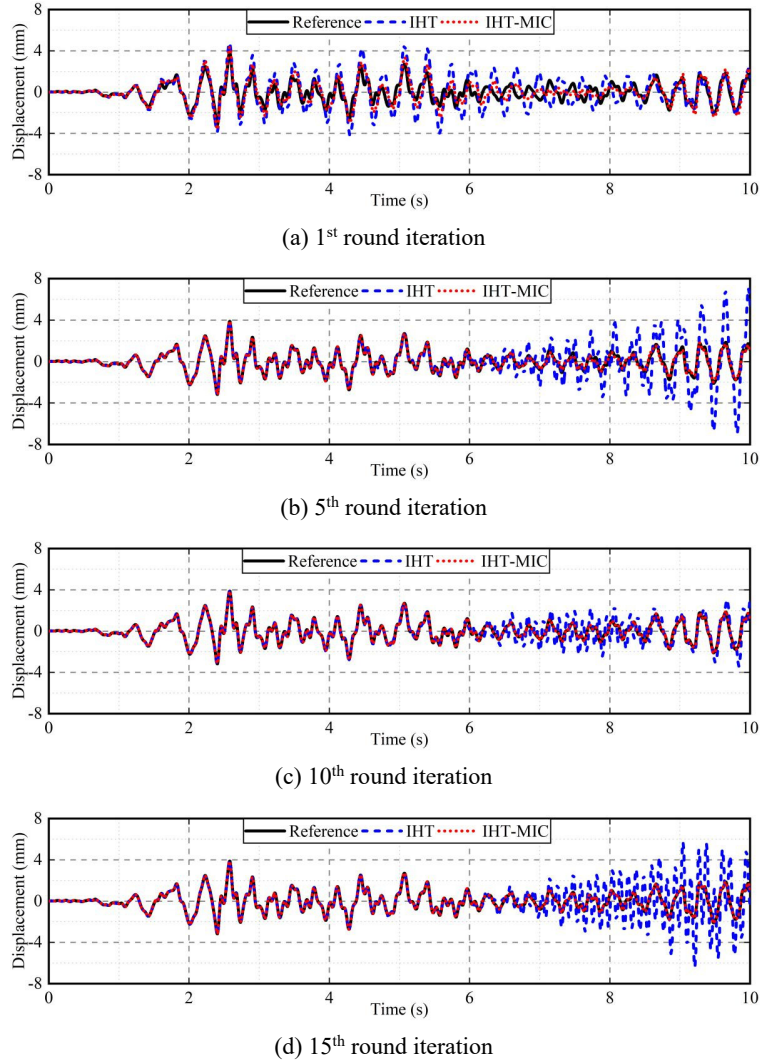 Reference IHT IHT-MIC
Displacement (mm)
8
4
0
-4
-8
0 2 4 6 8 10
Time (s)
(a) 1st round iteration
Reference IHT IHT-MIC
Displacement (mm)
8
4
0
-4
-8
0 2 4 6 8 10
Time (s)
(b) 5th round iteration
Reference IHT IHT-MIC
Displacement (mm)
8
4
0
-4
-8
0 2 4 6 8 10
Time (s)
(c) 10th round iteration
Reference IHT IHT-MIC
Displacement (mm)
8
4
0
-4
-8
0 2 4 6 8 10
Time (s)
(d) 15th round iteration